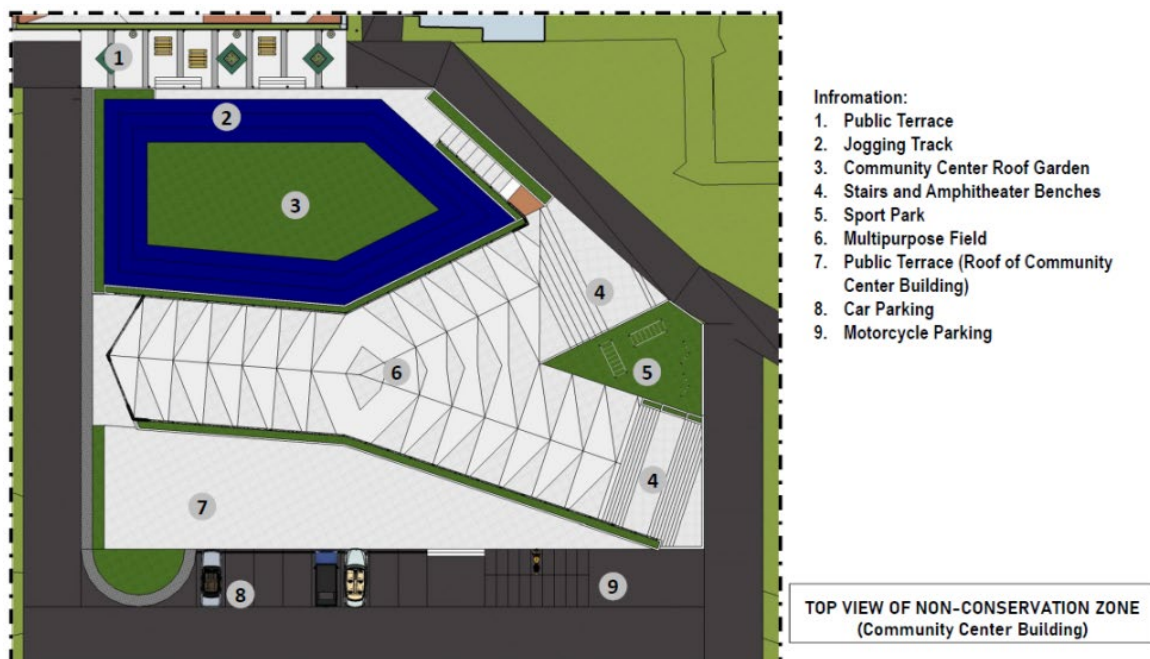 1
2
3
4
5
6
4
7
8
9
Infromation:
1. Public Terrace
2. Jogging Track
3. Community Center Roof Garden
4. Stairs and Amphitheater Benches
5. Sport Park
6. Multipurpose Field
7. Public Terrace (Roof of Community
Center Building)
8. Car Parking
9. Motorcycle Parking
TOP VIEW OF NON-CONSERVATION ZONE
(Community Center Building)